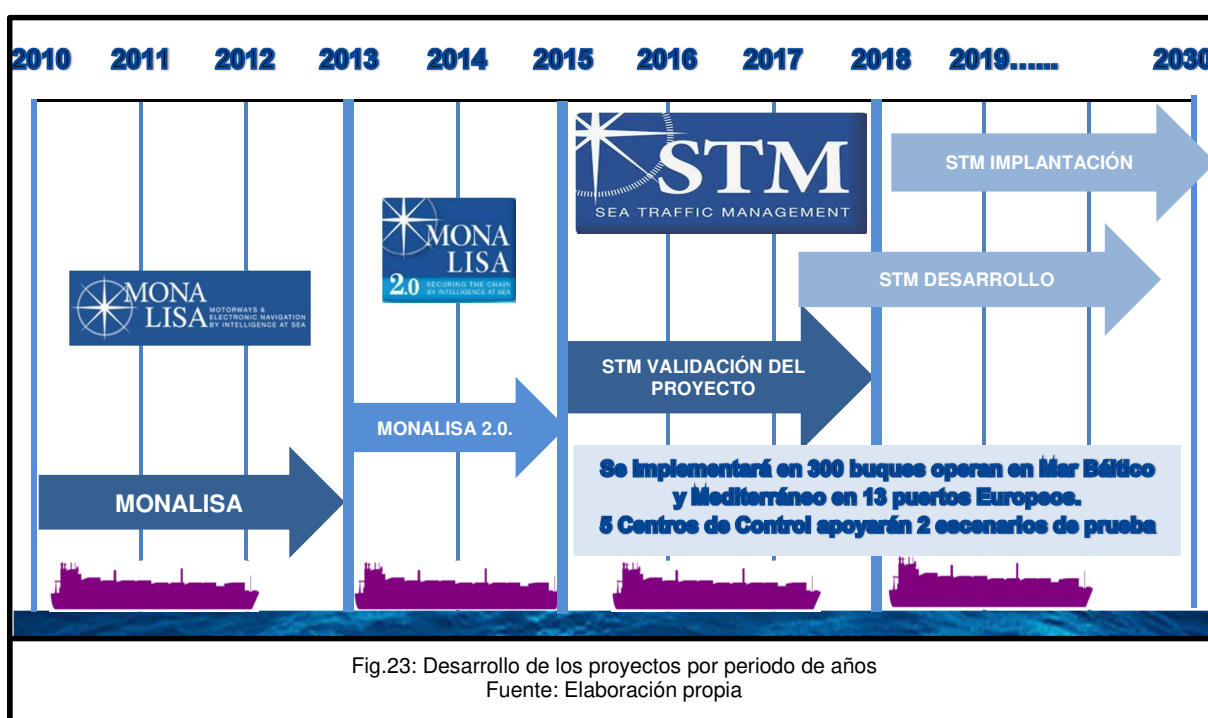 2010 2011 2012 2013 2014 2015 2016 2017 2018 2019...... 2030
STM
SEA TRAFFIC MANAGEMENT
STM IMPLANTACIÓN
MONA
LISA
2.0 SECURING THE CHAIN
BY INTELLIGENCE AT SEA
STM DESARROLLO
MONA
LISA
MOTORWAYS &
ELECTRONIC NAVIGATION
BY INTELLIGENCE AT SEA
STM VALIDACIÓN DEL
PROYECTO
MONALISA 2.0.
MONALISA
Se implementará en 300 buques operan en Mar Báltico
y Mediterráneo en 13 puertos Europeos.
5 Centros de Control apoyarán 2 escenarios de prueba
Fig.23: Desarrollo de los proyectos por periodo de años
Fuente: Elaboración propia